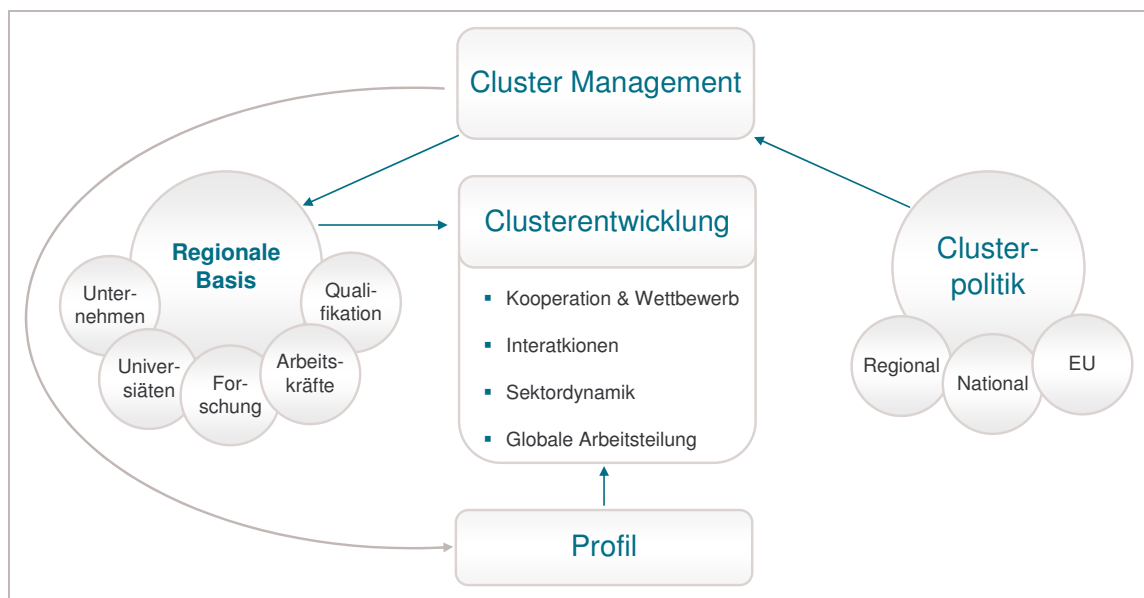 Cluster Management
Clusterentwicklung
Kooperation & Wettbewerb
Interatkionen
Sektordynamik
Globale Arbeitsteilung
Regionale
Basis
Unter-
nehmen
Univer-
siäten
For-
schung
Arbeits-
kräfte
Quali-
fikation
Cluster-
politik
Regional
National
EU
Profil